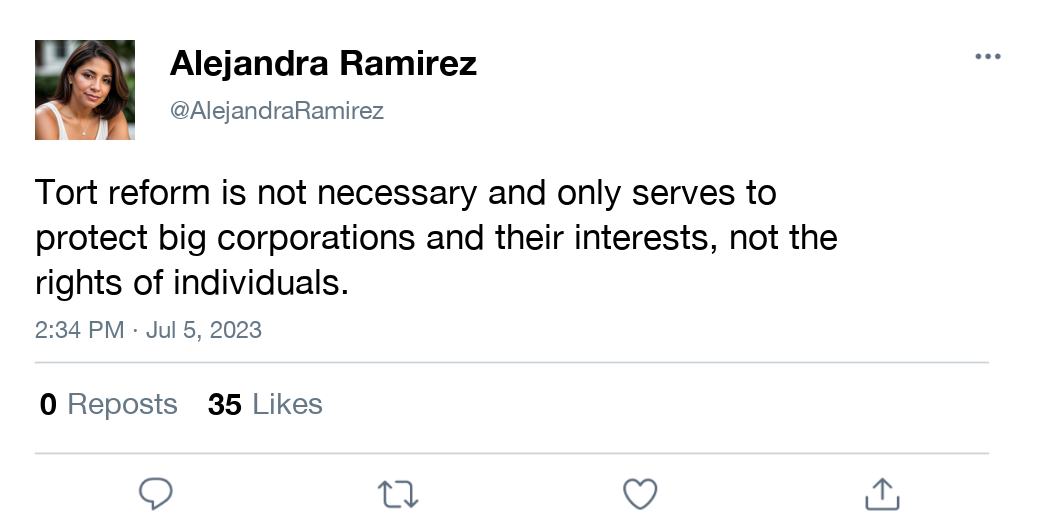 Alejandra Ramirez
@AlejandraRamirez
Tort reform is not necessary and only serves to
protect big corporations and their interests, not the
rights of individuals.
2:34 PM · Jul 5, 2023
0 Reposts 35 Likes